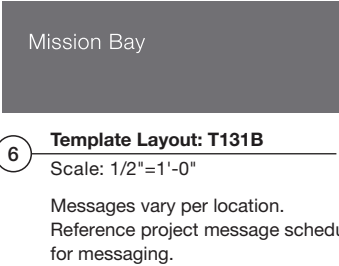 Mission Bay
6
Template Layout: T131B
Scale: 1/2"=1'-0"
Messages vary per location.
Reference project message schedu
for messaging.